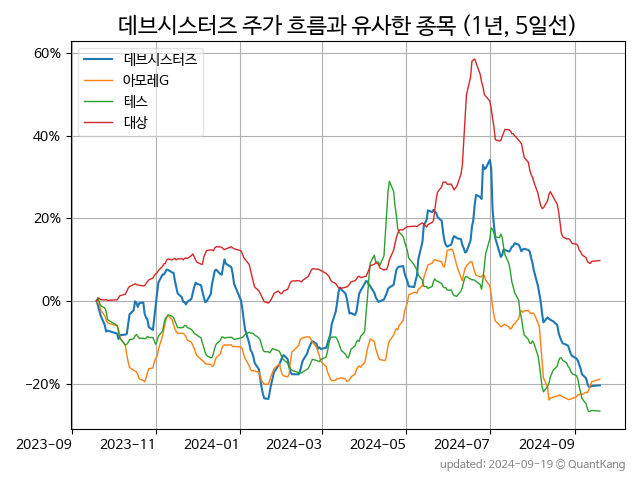 데브시스터즈 주가 흐름과 유사한 종목 (1년, 5일선)
데브시스터즈
아모레G
테스
대상
60%
40%
20%
0%
−20%
2023-09
2023-11
2024-01
2024-03
2024-05
2024-07
2024-09
updated: 2024-09-19 © QuantKang